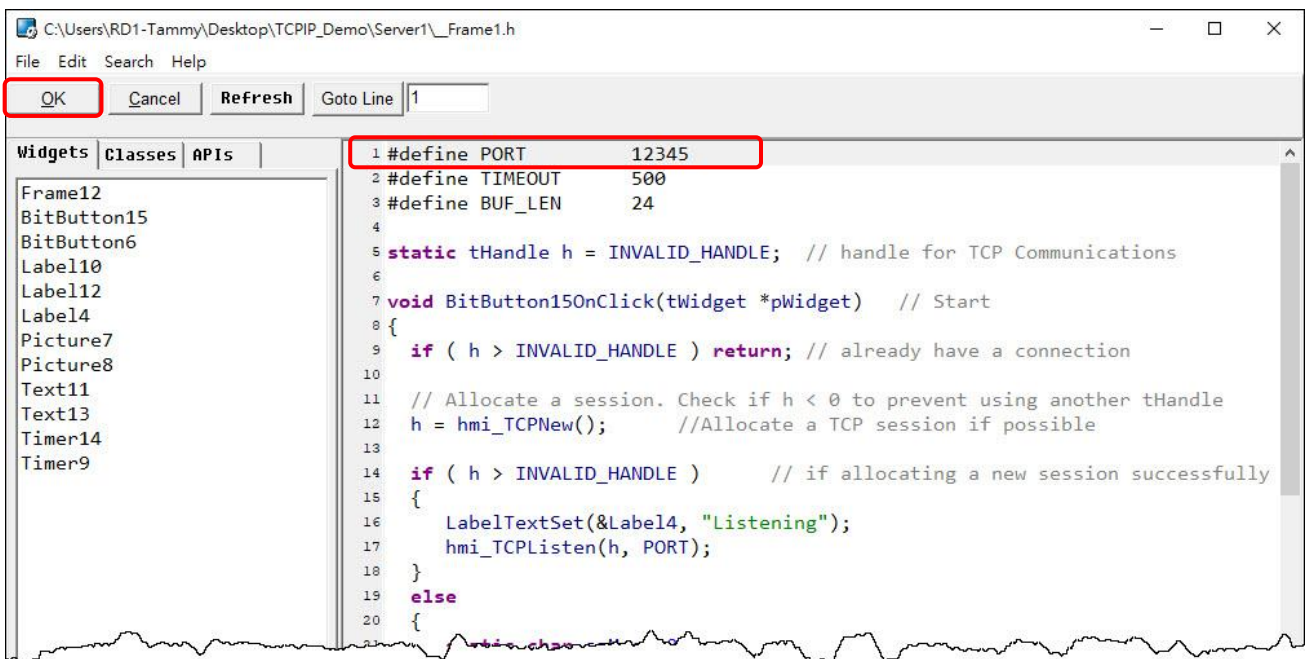 C:\Users\RD1-Tammy\Desktop\TCPIP_Demo\Server1\__Frame1.h
File Edit Search Help
OK Cancel Refresh Goto Line 1
Widgets Classes APIs
Frame12
BitButton15
BitButton6
Label10
Label12
Label4
Picture7
Picture8
Text11
Text13
Timer14
Timer9
1 #define PORT 12345
2 #define TIMEOUT 500
3 #define BUF_LEN 24
4
5 static tHandle h = INVALID_HANDLE; // handle for TCP Communications
6
7 void BitButton15OnClick(tWidget *pWidget) // Start
8 {
9 if ( h > INVALID_HANDLE ) return; // already have a connection
10
11 // Allocate a session. Check if h < 0 to prevent using another tHandle
12 h = hmi_TCPNew(); //Allocate a TCP session if possible
13
14 if ( h > INVALID_HANDLE ) // if allocating a new session successfully
15 {
16 LabelTextSet(&Label4, "Listening");
17 hmi_TCPListen(h, PORT);
18 }
19 else
20 {